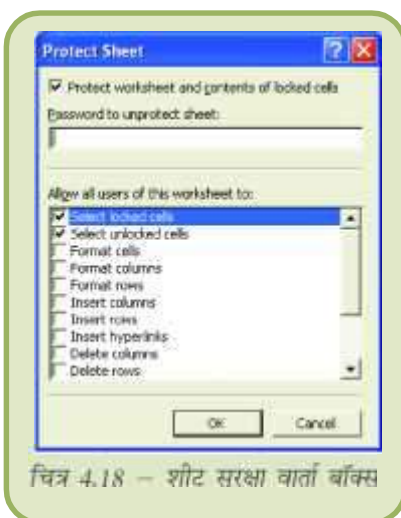 Protect Sheet
Protect worksheet and contents of locked cells
Password to unprotect sheet:
Allow all users of this worksheet to:
Select locked cells
Select unlocked cells
Format cells
Format columns
Format rows
Insert columns
Insert rows
Insert hyperlinks
Delete columns
Delete rows
OK
Cancel
चित्र 4.18 – शीट सरक्षा वार्ता बॉक्स